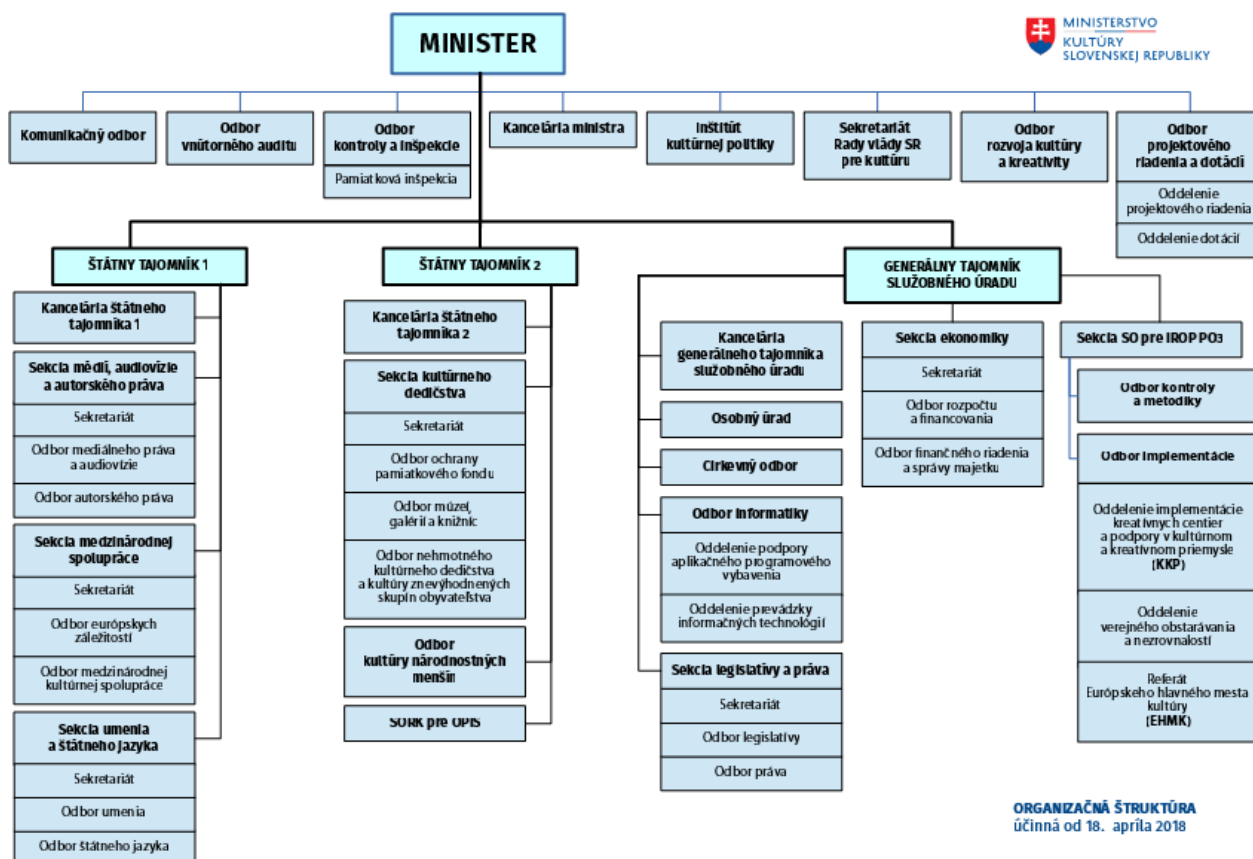 MINISTER
MINISTERSTVO
KULTÚRY
SLOVENSKEJ REPUBLIKY
Komunikačný odbor
Odbor
vnútorného auditu
Odbor
kontroly a inšpekcie
Pamiatková inšpekcia
Kancelária ministra
Inštitút
kultúrnej politiky
Sekretariát
Rady vlády SR
pre kultúru
Odbor
rozvoja kultúry
a kreativity
Odbor
projektového
riadenia a dotácií
Oddelenie
projektového riadenia
Oddelenie dotácií
ŠTÁTNY TAJOMNÍK 1
Kancelária štátneho
tajomníka 1
Sekcia médií, audiovízie
a autorského práva
Sekretariát
Odbor mediálneho práva
a audiovízie
Odbor autorského práva
Sekcia medzinárodnej
spolupráce
Sekretariát
Odbor európskych
záležitostí
Odbor medzinárodnej
kultúrnej spolupráce
Sekcia umenia
a štátneho jazyka
Sekretariát
Odbor umenia
Odbor štátneho jazyka
ŠTÁTNY TAJOMNÍK 2
Kancelária štátneho
tajomníka 2
Sekcia kultúrneho
dedičstva
Sekretariát
Odbor ochrany
pamiatkového fondu
Odbor múzeí,
galérií a knižníc
Odbor nehmotného
kultúrneho dedičstva
a kultúry znevýhodnených
skupín obyvateľstva
Odbor
kultúry národnostných
menšín
SORK pre OPIS
GENERÁLNY TAJOMNÍK
SLUŽOBNÉHO ÚRADU
Kancelária
generálneho tajomníka
služobného úradu
Osobný úrad
Cirkevný odbor
Odbor informatiky
Oddelenie podpory
aplikačného programového
vybavenia
Oddelenie prevádzky
informačných technológií
Sekcia legislatívy a práva
Sekretariát
Odbor legislatívy
Odbor práva
Sekcia ekonomiky
Sekretariát
Odbor rozpočtu
a financovania
Odbor finančného riadenia
a správy majetku
Sekcia SO pre IROP PO3
Odbor kontroly
a metodiky
Odbor implementácie
Oddelenie implementácie
kreatívnych centier
a podpory v kultúrnom
a kreatívnom priemysle
(KKP)
Oddelenie
verejného obstarávania
a nezrovnalostí
Referát
Európskeho hlavného mesta
kultúry
(EHMK)
ORGANIZAČNÁ ŠTRUKTÚRA
účinná od 18. apríla 2018